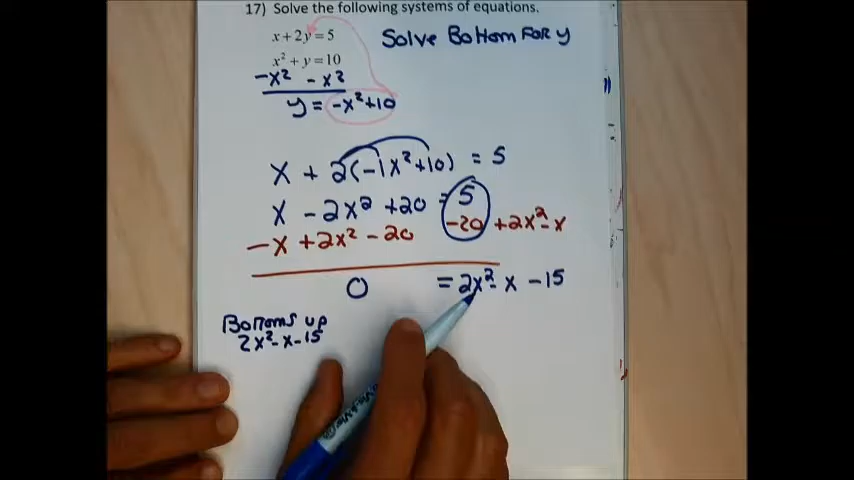 17) Solve the following systems of equations.
x + 2y = 5 Solve Bottom For y
x² + y = 10
-x² - x²
y = -x² + 10
x + 2(-1x² + 10) = 5
x - 2x² + 20 = 5
-x + 2x² - 20 -20 + 2x² - x
0 = 2x² - x - 15
Bottoms up
2x² - x - 15